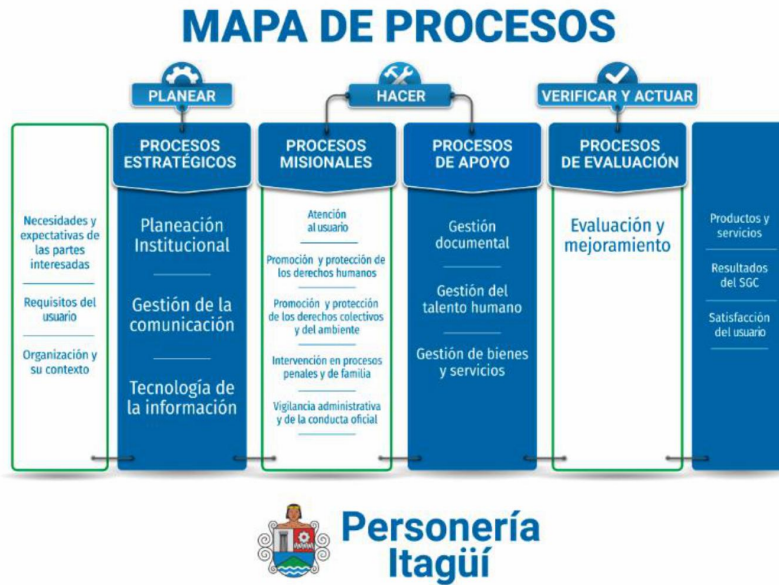 MAPA DE PROCESOS
PLANEAR
HACER
VERIFICAR Y ACTUAR
PROCESOS
ESTRATÉGICOS
PROCESOS
MISIONALES
PROCESOS
DE APOYO
PROCESOS
DE EVALUACIÓN
Necesidades y
expectativas de
las partes
interesadas
Requisitos del
usuario
Organización y
su contexto
Planeación
Institucional
Gestión de la
comunicación
Tecnología de
la información
Atención
al usuario
Promoción y protección de
los derechos humanos
Promoción y protección
de los derechos colectivos
y del ambiente
Intervención en procesos
penales y de familia
Vigilancia administrativa
y de la conducta oficial
Gestión
documental
Gestión del
talento humano
Gestión de bienes
y servicios
Evaluación y
mejoramiento
Productos y
servicios
Resultados
del SGC
Satisfacción
del usuario
Personería
Itagüí